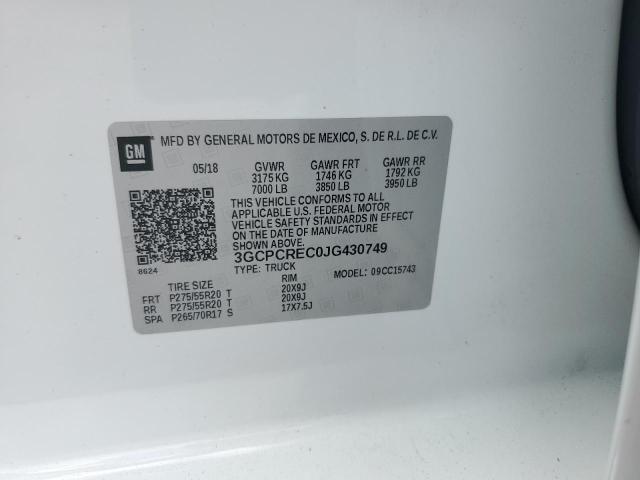 GM
MFD BY GENERAL MOTORS DE MEXICO, S. DE R.L. DE C.V.
05/18 GVWR GAWR FRT GAWR RR
3175 KG 1746 KG 1792 KG
7000 LB 3850 LB 3950 LB
THIS VEHICLE CONFORMS TO ALL
APPLICABLE U.S. FEDERAL MOTOR
VEHICLE SAFETY STANDARDS IN EFFECT
ON THE DATE OF MANUFACTURE
SHOWN ABOVE.
8624
3GCPCREC0JG430749
TYPE: TRUCK
MODEL: 09CC15743
TIRE SIZE RIM
FRT P275/55R20 T 20X9J
RR P275/55R20 T 20X9J
SPA P265/70R17 S 17X7.5J